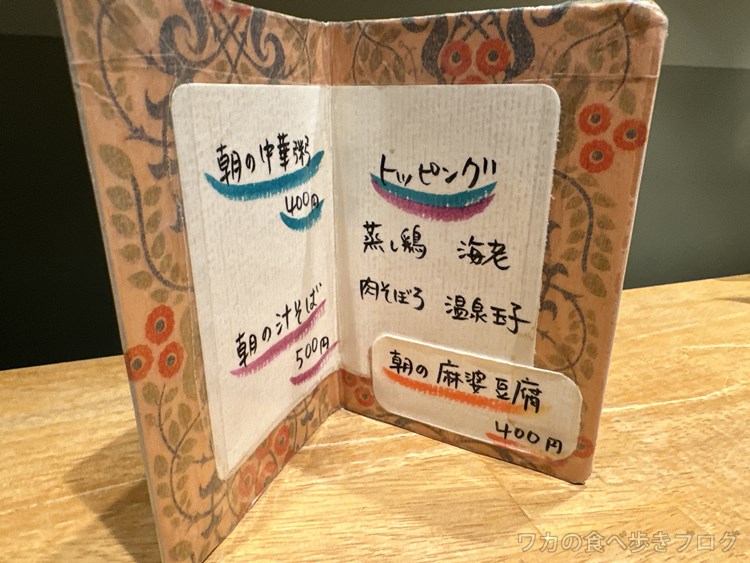 朝の中華粥
400円
朝の汁そば
500円
トッピング
蒸し鶏 海老
肉そぼろ 温泉玉子
朝の麻婆豆腐
400円
ワカの食べ歩きブログ